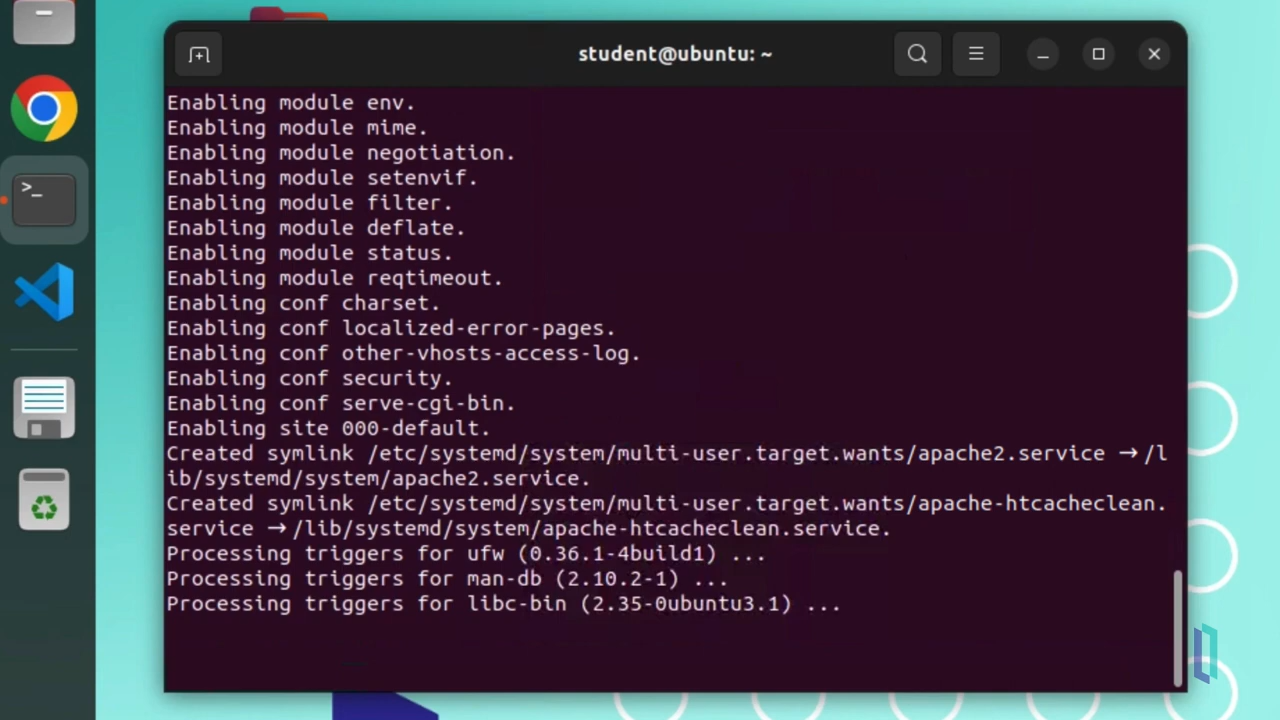 student@ubuntu: ~
Enabling module env.
Enabling module mime.
Enabling module negotiation.
Enabling module setenvif.
Enabling module filter.
Enabling module deflate.
Enabling module status.
Enabling module reqtimeout.
Enabling conf charset.
Enabling conf localized-error-pages.
Enabling conf other-vhosts-access-log.
Enabling conf security.
Enabling conf serve-cgi-bin.
Enabling site 000-default.
Created symlink /etc/systemd/system/multi-user.target.wants/apache2.service → /l
ib/systemd/system/apache2.service.
Created symlink /etc/systemd/system/multi-user.target.wants/apache-htcacheclean.
service → /lib/systemd/system/apache-htcacheclean.service.
Processing triggers for ufw (0.36.1-4build1) ...
Processing triggers for man-db (2.10.2-1) ...
Processing triggers for libc-bin (2.35-0ubuntu3.1) ...